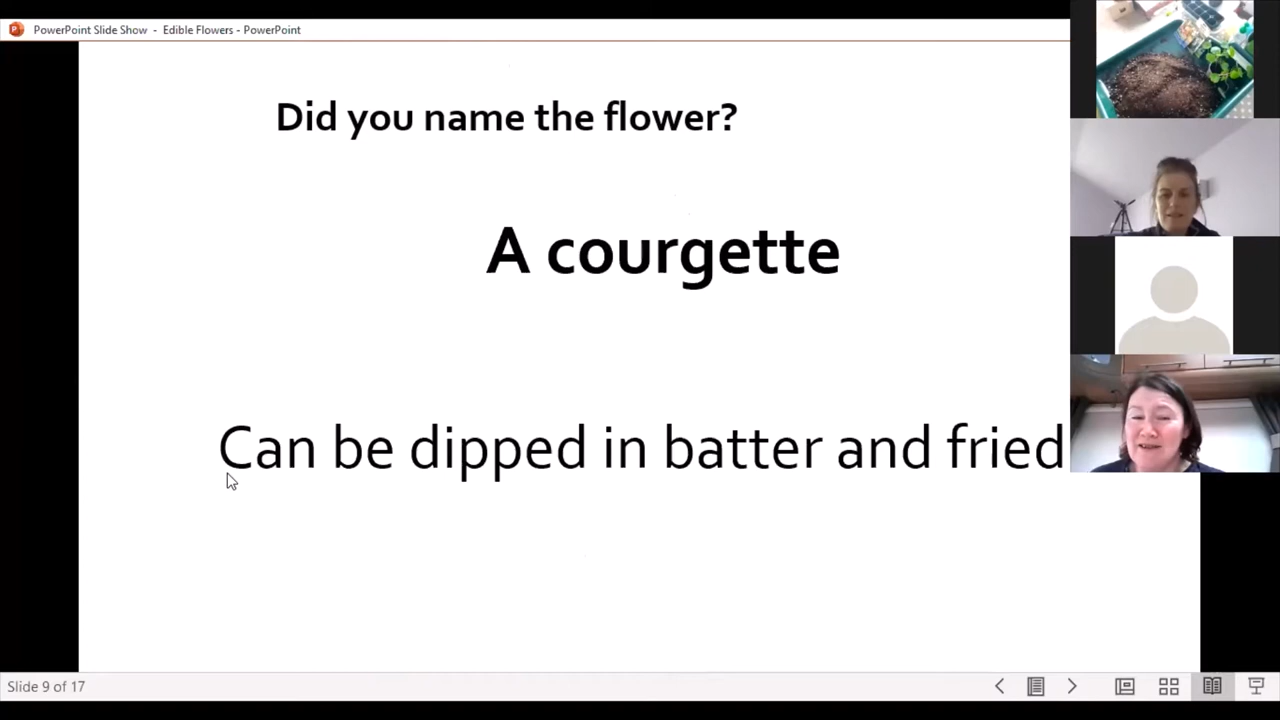 PowerPoint Slide Show - Edible Flowers - PowerPoint
Did you name the flower?
A courgette
Can be dipped in batter and fried
Slide 9 of 17